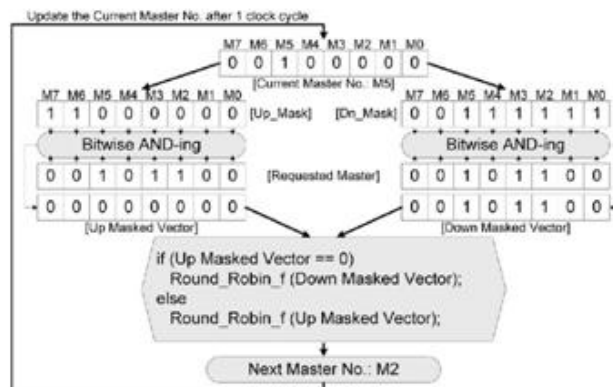 Update the Current Master No. after 1 clock cycle
M7 M6 M5 M4 M3 M2 M1 M0
0 0 1 0 0 0 0 0
[Current Master No.: M5]
M7 M6 M5 M4 M3 M2 M1 M0
1 1 0 0 0 0 0 0
[Up_Mask] [Dn_Mask]
M7 M6 M5 M4 M3 M2 M1 M0
0 0 1 1 1 1 1 1
Bitwise AND-ing
Bitwise AND-ing
0 0 1 0 1 1 0 0
[Requested Master]
0 0 1 0 1 1 0 0
0 0 0 0 0 0 0 0
0 0 1 0 1 1 0 0
[Up Masked Vector]
[Down Masked Vector]
if (Up Masked Vector == 0)
Round_Robin_f (Down Masked Vector);
else
Round_Robin_f (Up Masked Vector);
Next Master No.: M2